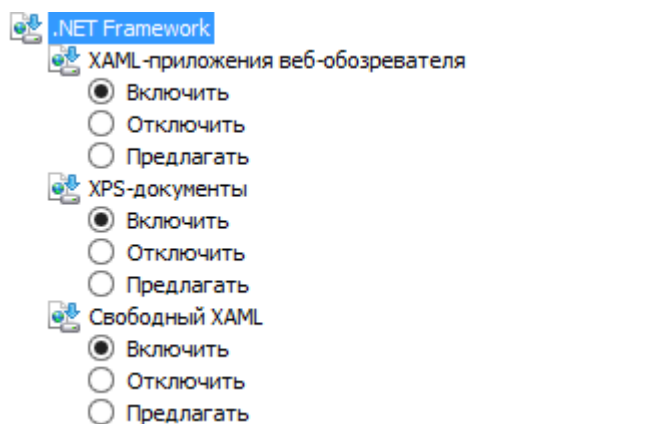 .NET Framework
XAML-приложения веб-обозревателя
Включить
Отключить
Предлагать
XPS-документы
Включить
Отключить
Предлагать
Свободный XAML
Включить
Отключить
Предлагать